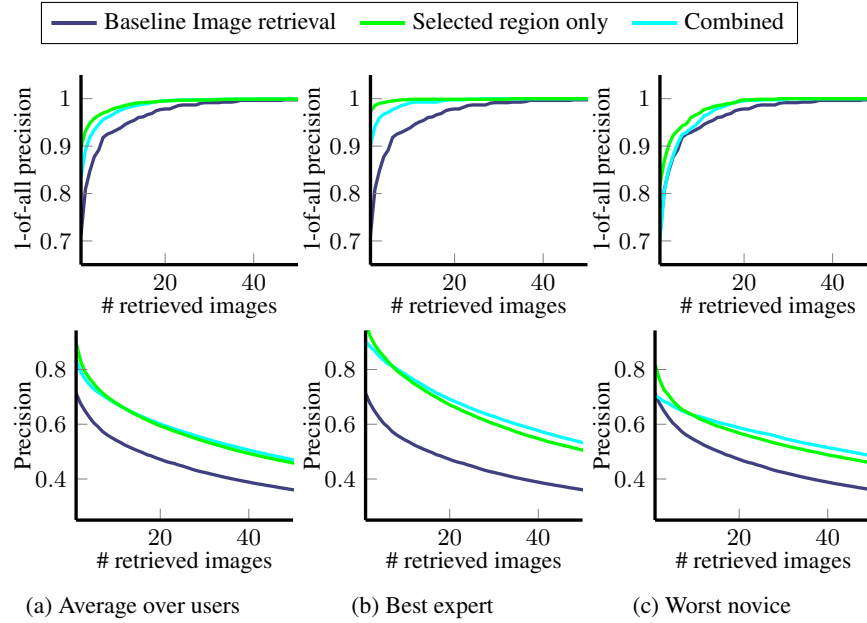 Baseline Image retrieval Selected region only Combined
1
0.9
0.8
0.7
1-of-all precision
20 40
# retrieved images
1
0.9
0.8
0.7
1-of-all precision
20 40
# retrieved images
1
0.9
0.8
0.7
1-of-all precision
20 40
# retrieved images
0.8
0.6
0.4
Precision
20 40
# retrieved images
0.8
0.6
0.4
Precision
20 40
# retrieved images
0.8
0.6
0.4
Precision
20 40
# retrieved images
(a) Average over users
(b) Best expert
(c) Worst novice